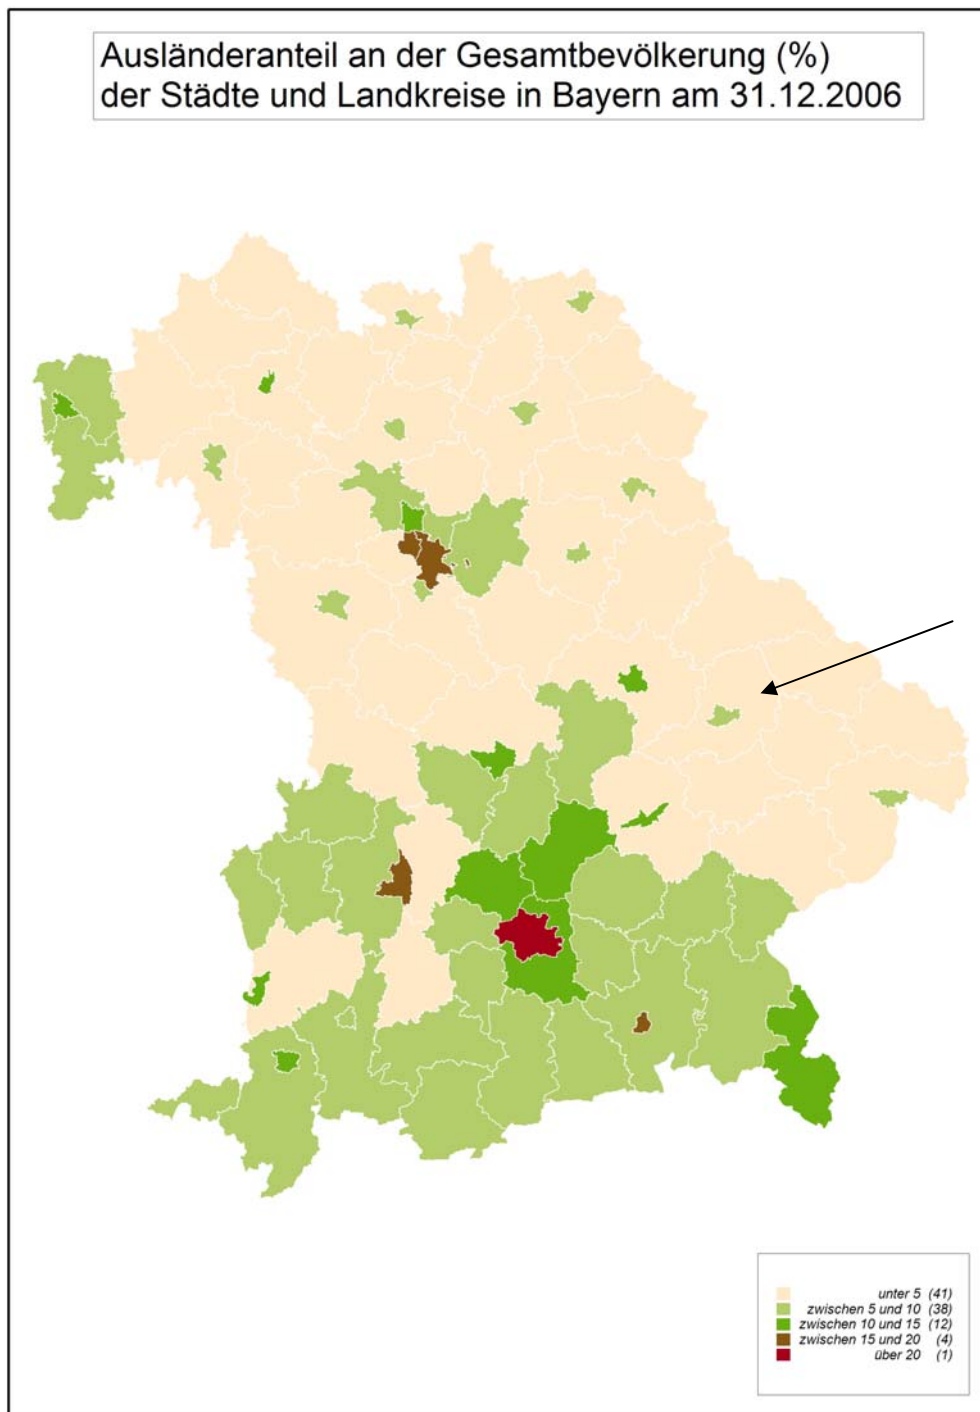 Ausländeranteil an der Gesamtbevölkerung (%)
der Städte und Landkreise in Bayern am 31.12.2006
unter 5 (41)
zwischen 5 und 10 (38)
zwischen 10 und 15 (12)
zwischen 15 und 20 (4)
über 20 (1)